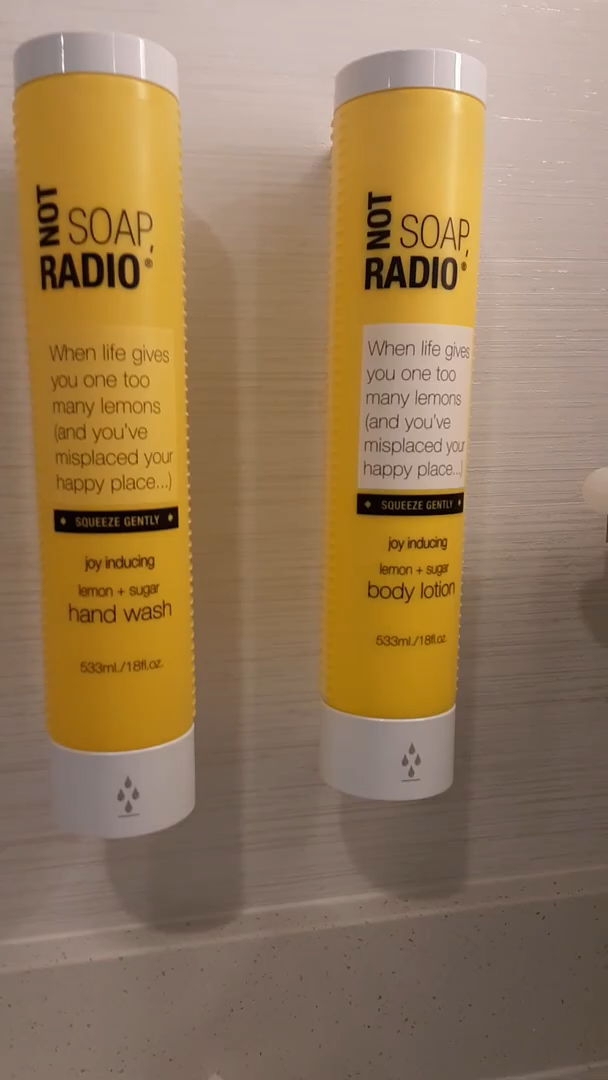 NOT
SOAP,
RADIO®
When life gives
you one too
many lemons
(and you've
misplaced your
happy place...)
SQUEEZE GENTLY
joy inducing
lemon + sugar
hand wash
533ml./18fl.oz.
NOT
SOAP,
RADIO®
When life gives
you one too
many lemons
(and you've
misplaced your
happy place...)
SQUEEZE GENTLY
joy inducing
lemon + sugar
body lotion
533ml./18fl.oz.